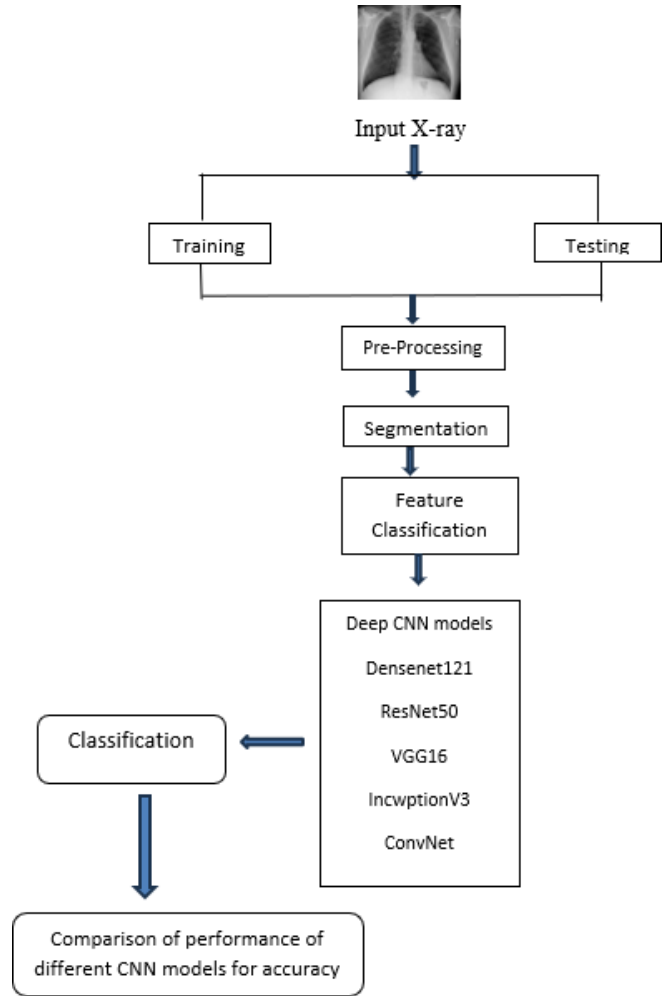 Input X-ray
Training
Testing
Pre-Processing
Segmentation
Feature
Classification
Deep CNN models
Densenet121
ResNet50
VGG16
IncwptionV3
ConvNet
Classification
Comparison of performance of
different CNN models for accuracy